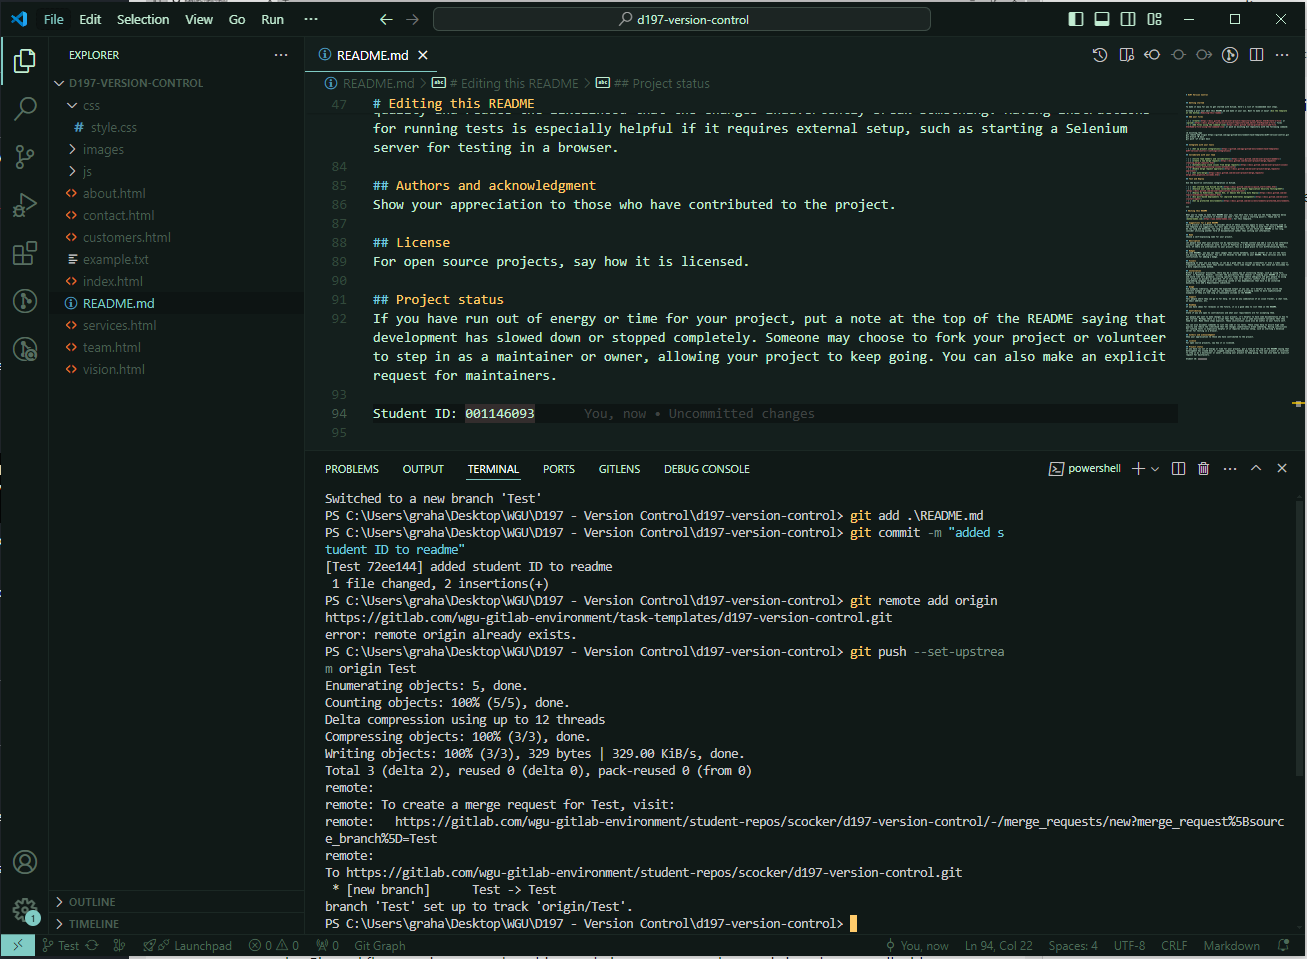 File Edit Selection View Go Run ···
d197-version-control
EXPLORER
D197-VERSION-CONTROL
css
# style.css
images
js
<> about.html
<> contact.html
<> customers.html
example.txt
<> index.html
README.md
<> services.html
<> team.html
<> vision.html
OUTLINE
TIMELINE
README.md
README.md > # Editing this README > ## Project status
47 # Editing this README
for running tests is especially helpful if it requires external setup, such as starting a Selenium
server for testing in a browser.
84
85 ## Authors and acknowledgment
86 Show your appreciation to those who have contributed to the project.
87
88 ## License
89 For open source projects, say how it is licensed.
90
91 ## Project status
92 If you have run out of energy or time for your project, put a note at the top of the README saying that
development has slowed down or stopped completely. Someone may choose to fork your project or volunteer
to step in as a maintainer or owner, allowing your project to keep going. You can also make an explicit
request for maintainers.
93
94 Student ID: 001146093 You, now • Uncommitted changes
95
PROBLEMS OUTPUT TERMINAL PORTS GITLENS DEBUG CONSOLE
powershell
Switched to a new branch 'Test'
PS C:\Users\graha\Desktop\WGU\D197 - Version Control\d197-version-control> git add .\README.md
PS C:\Users\graha\Desktop\WGU\D197 - Version Control\d197-version-control> git commit -m "added s
tudent ID to readme"
[Test 72ee144] added student ID to readme
1 file changed, 2 insertions(+)
PS C:\Users\graha\Desktop\WGU\D197 - Version Control\d197-version-control> git remote add origin
https://gitlab.com/wgu-gitlab-environment/task-templates/d197-version-control.git
error: remote origin already exists.
PS C:\Users\graha\Desktop\WGU\D197 - Version Control\d197-version-control> git push --set-upstrea
m origin Test
Enumerating objects: 5, done.
Counting objects: 100% (5/5), done.
Delta compression using up to 12 threads
Compressing objects: 100% (3/3), done.
Writing objects: 100% (3/3), 329 bytes | 329.00 KiB/s, done.
Total 3 (delta 2), reused 0 (delta 0), pack-reused 0 (from 0)
remote:
remote: To create a merge request for Test, visit:
remote:   https://gitlab.com/wgu-gitlab-environment/student-repos/scocker/d197-version-control/-/merge_requests/new?merge_request%5Bsourc
e_branch%5D=Test
remote:
To https://gitlab.com/wgu-gitlab-environment/student-repos/scocker/d197-version-control.git
* [new branch]      Test -> Test
branch 'Test' set up to track 'origin/Test'.
PS C:\Users\graha\Desktop\WGU\D197 - Version Control\d197-version-control>
1
Test Launchpad 0 0 0 Git Graph You, now Ln 94, Col 22 Spaces: 4 UTF-8 CRLF Markdown